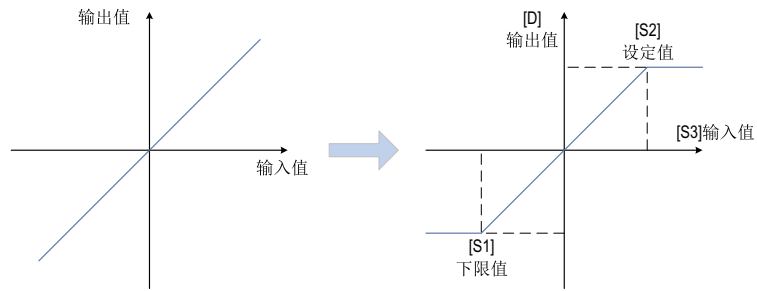 输出值
输入值
[D]
输出值
[S2]
设定值
[S3]输入值
[S1]
下限值